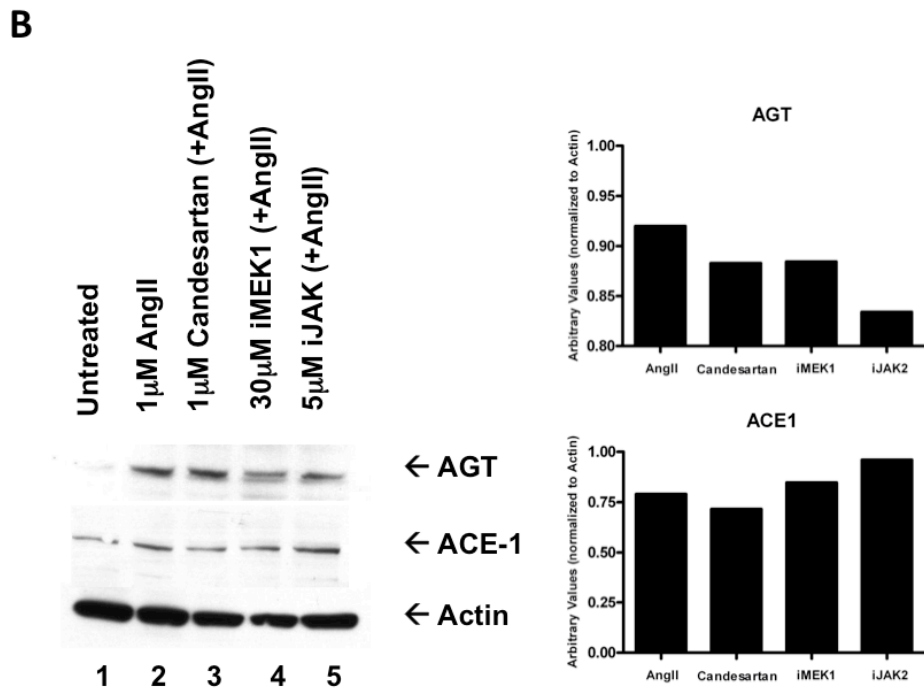 B
Untreated
1μM AngII
1μM Candesartan (+AngII)
30μM iMEK1 (+AngII)
5μM iJAK (+AngII)
← AGT
← ACE-1
← Actin
1 2 3 4 5
AGT
Arbitrary Values (normalized to Actin)
1.00
0.95
0.90
0.85
0.80
AngII Candesartan iMEK1 iJAK2
ACE1
Arbitrary Values (normalized to Actin)
1.00
0.75
0.50
0.25
0.00
AngII Candesartan iMEK1 iJAK2